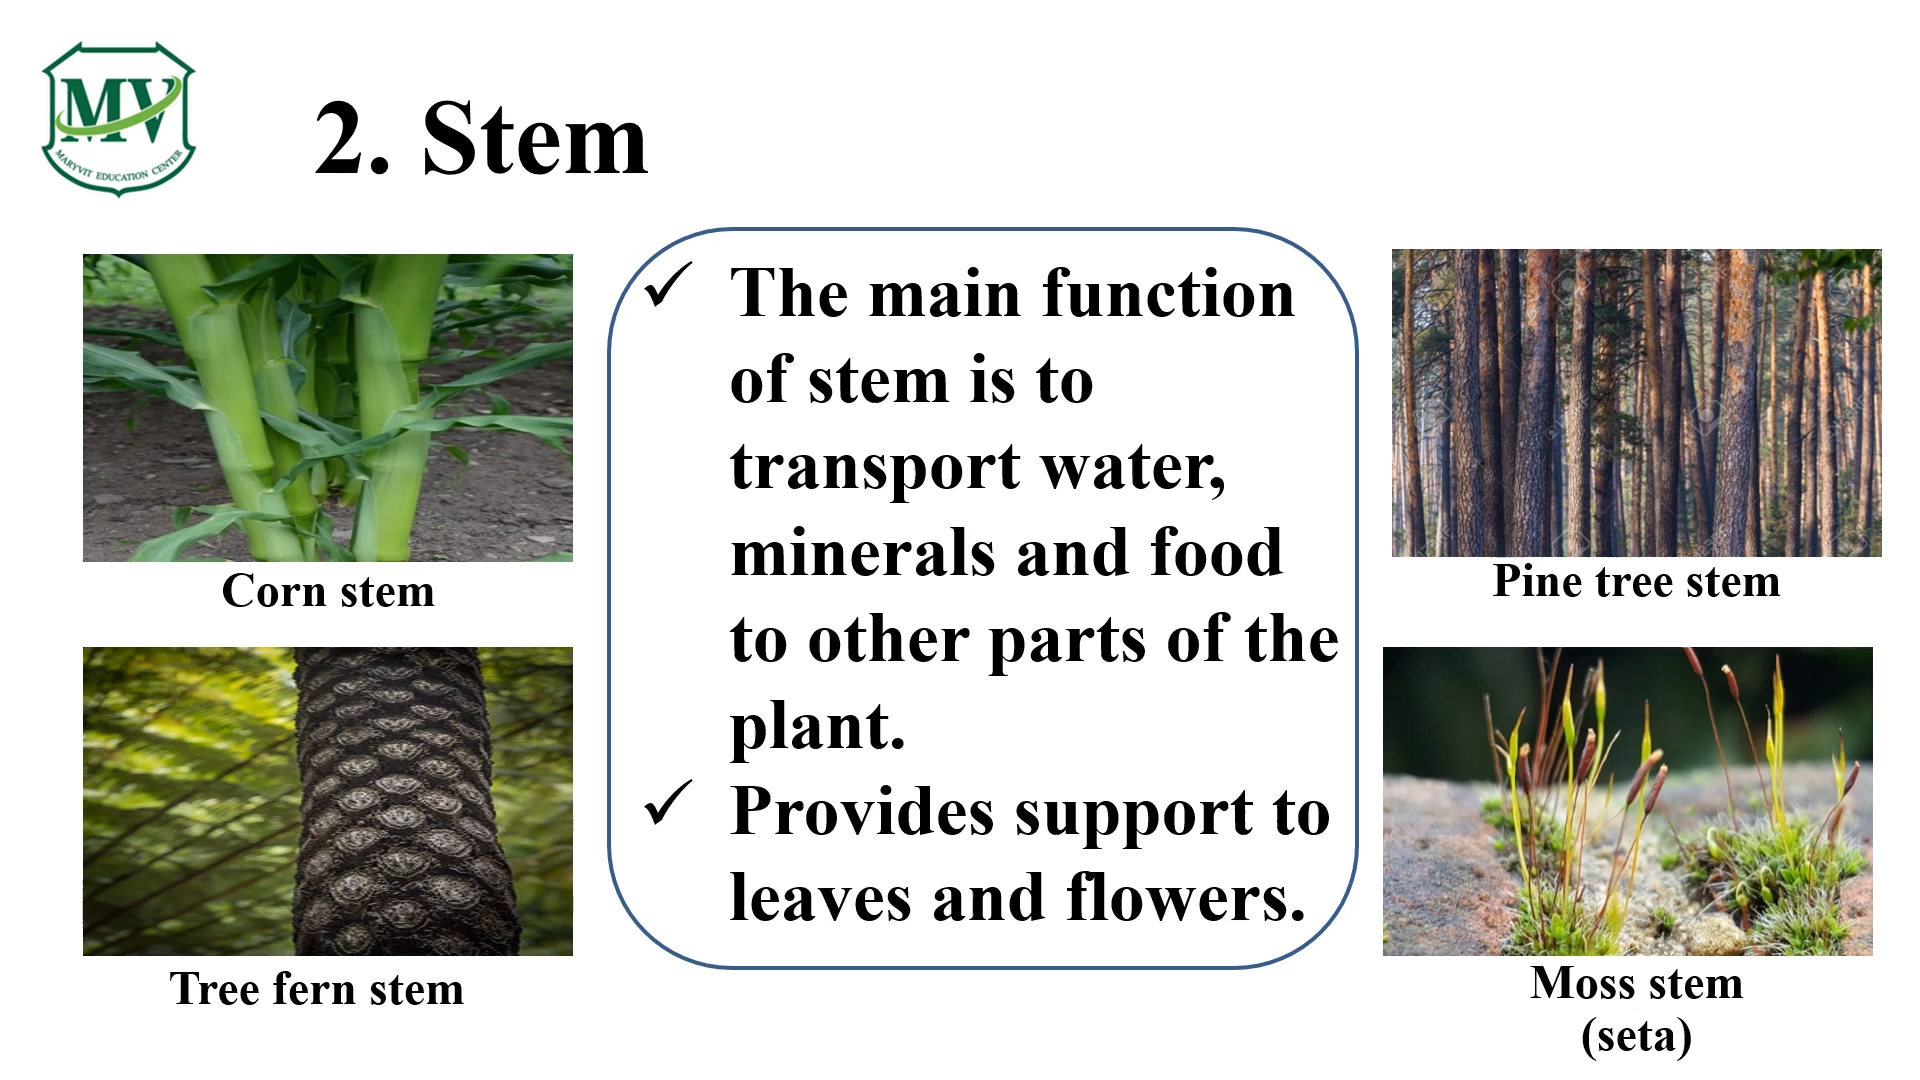 MV
MARYVIT EDUCATION CENTER
2. Stem
✓ The main function
of stem is to
transport water,
minerals and food
to other parts of the
plant.
✓ Provides support to
leaves and flowers.
Corn stem
Tree fern stem
Pine tree stem
Moss stem
(seta)